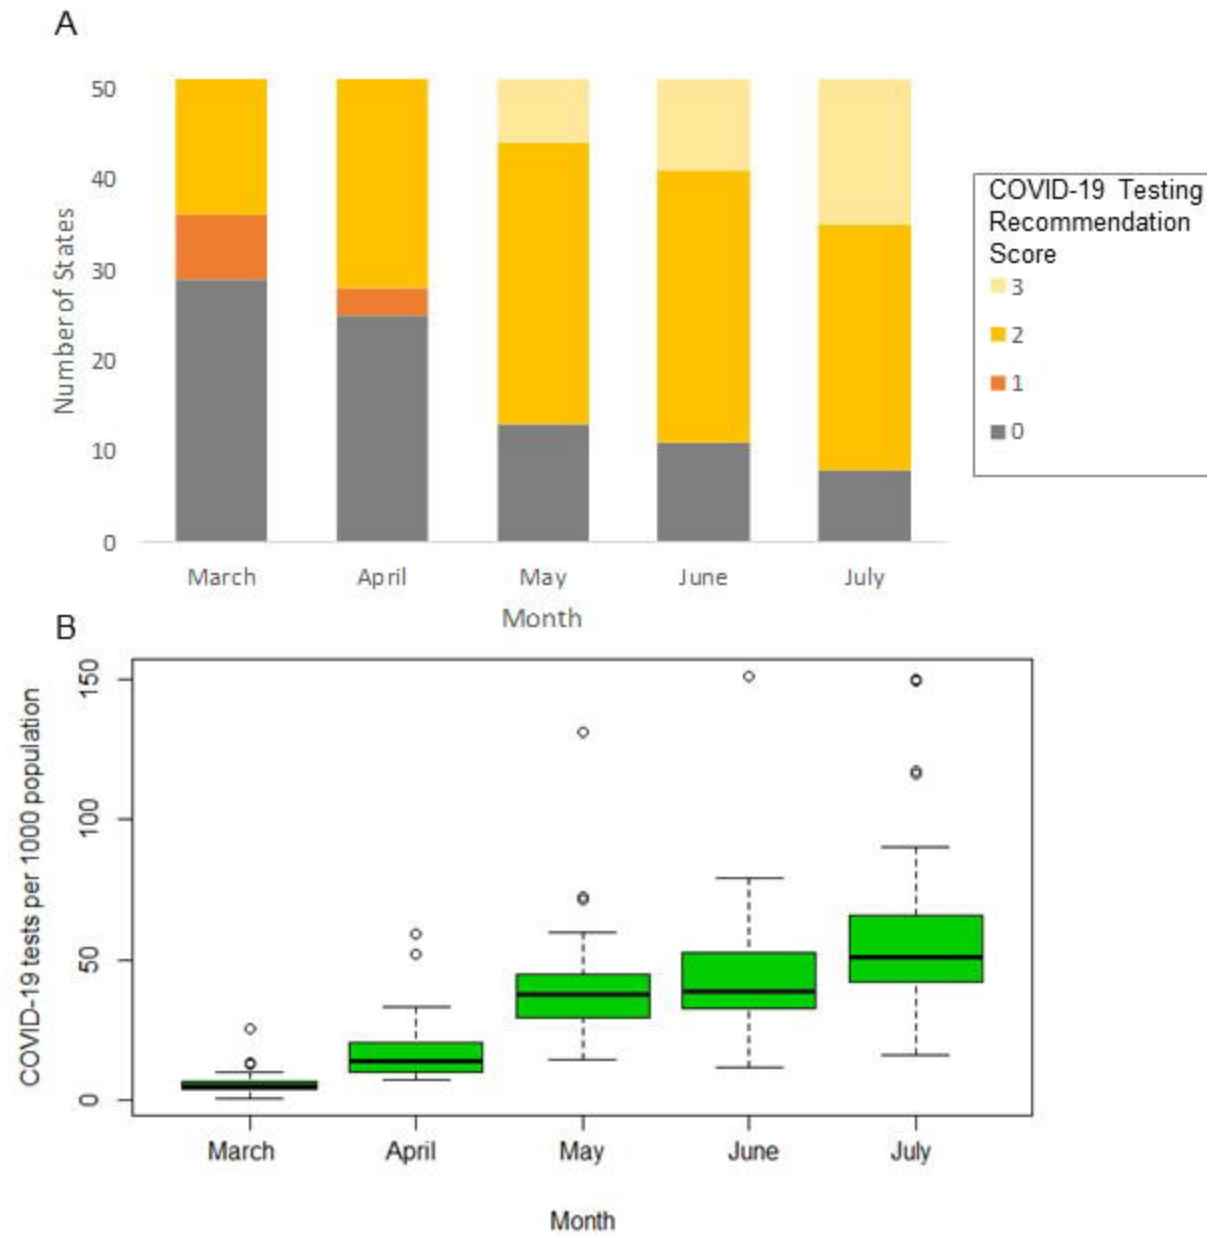 A
50
40
30
20
10
0
Number of States
March April May June July
Month
COVID-19 Testing
Recommendation
Score
3
2
1
0
B
150
100
50
0
COVID-19 tests per 1000 population
March April May June July
Month